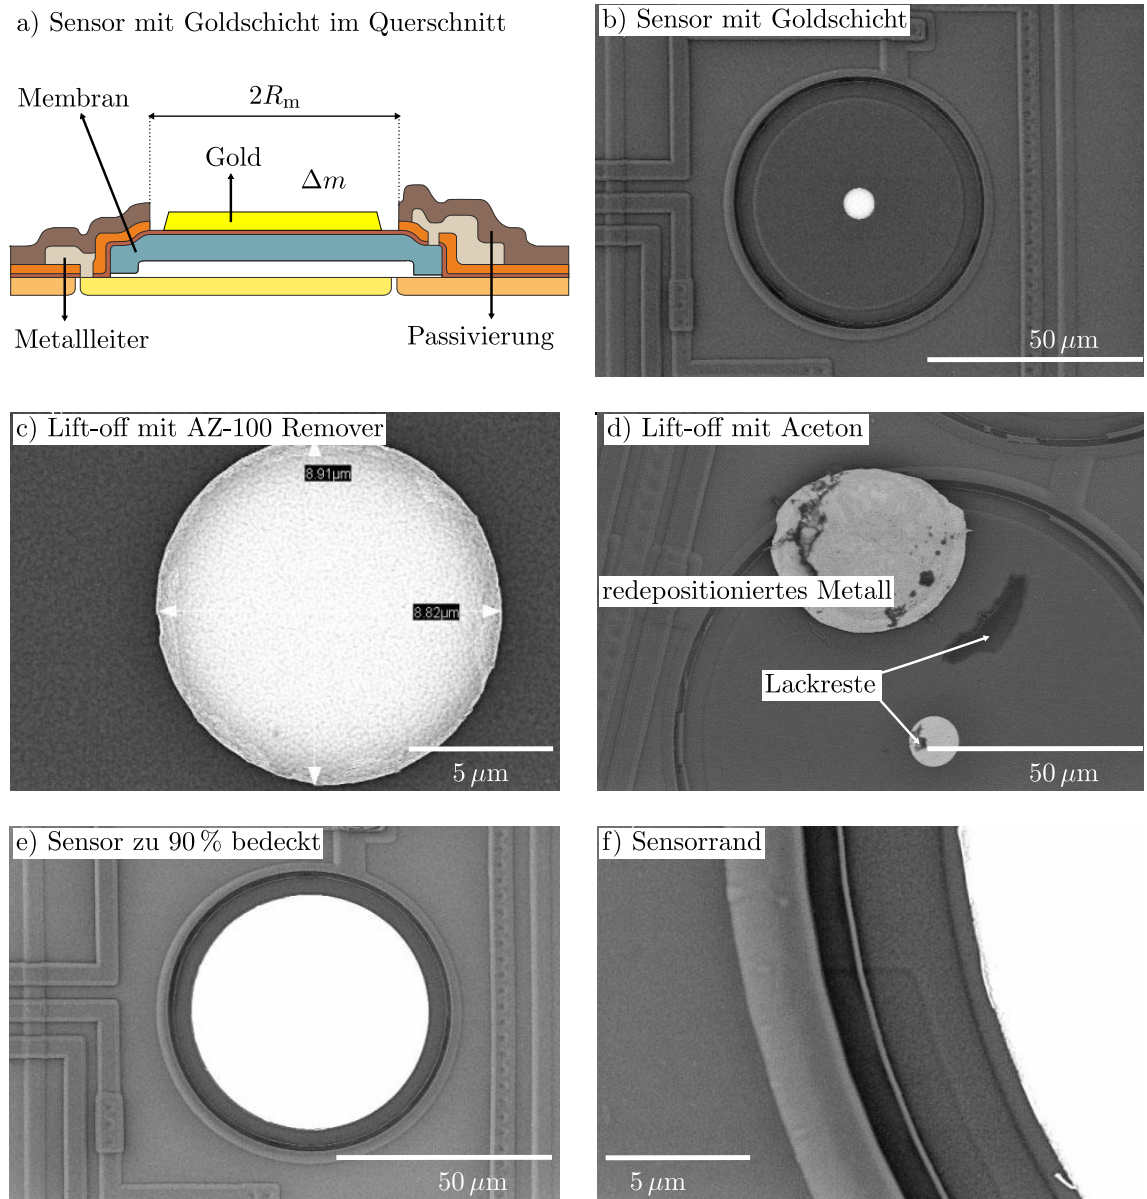 a) Sensor mit Goldschicht im Querschnitt
Membran
2Rm
Gold
Δm
Metallleiter
Passivierung
b) Sensor mit Goldschicht
50 μm
c) Lift-off mit AZ-100 Remover
8.91µm
8.82µm
5 μm
d) Lift-off mit Aceton
redepositioniertes Metall
Lackreste
50 μm
e) Sensor zu 90 % bedeckt
50 μm
f) Sensorrand
5 μm